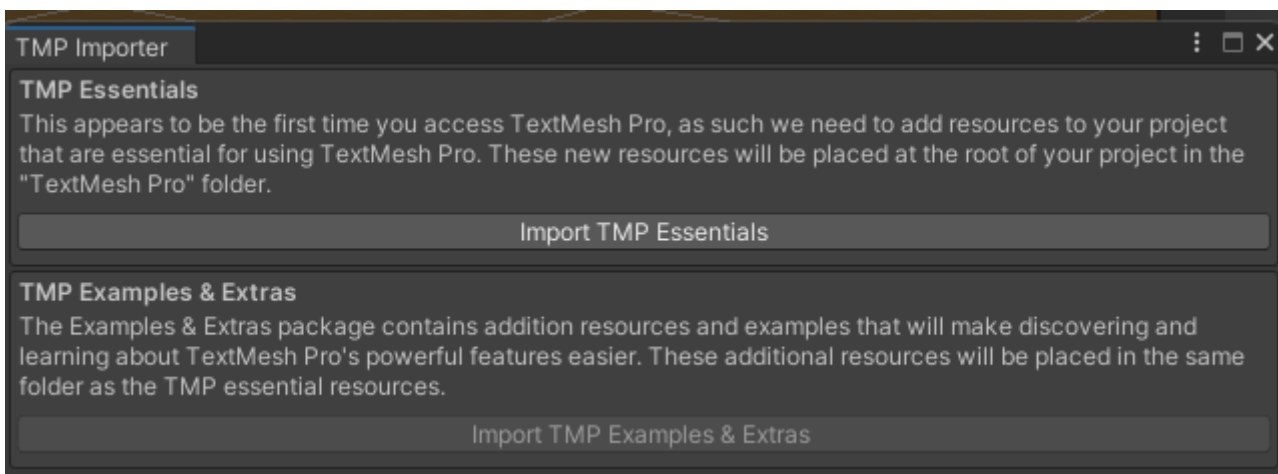 TMP Importer
TMP Essentials
This appears to be the first time you access TextMesh Pro, as such we need to add resources to your project
that are essential for using TextMesh Pro. These new resources will be placed at the root of your project in the
"TextMesh Pro" folder.
Import TMP Essentials
TMP Examples & Extras
The Examples & Extras package contains addition resources and examples that will make discovering and
learning about TextMesh Pro's powerful features easier. These additional resources will be placed in the same
folder as the TMP essential resources.
Import TMP Examples & Extras